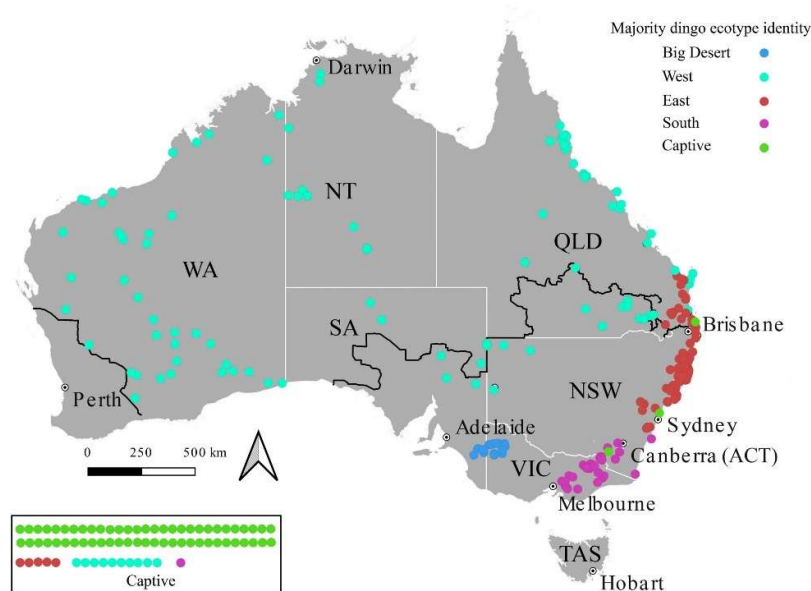 Majority dingo ecotype identity
Big Desert
West
East
South
Captive
Darwin
NT
QLD
WA
SA
Brisbane
NSW
Perth
Adelaide
Sydney
0 250 500 km
VIC
Canberra (ACT)
Melbourne
TAS
Captive
Hobart